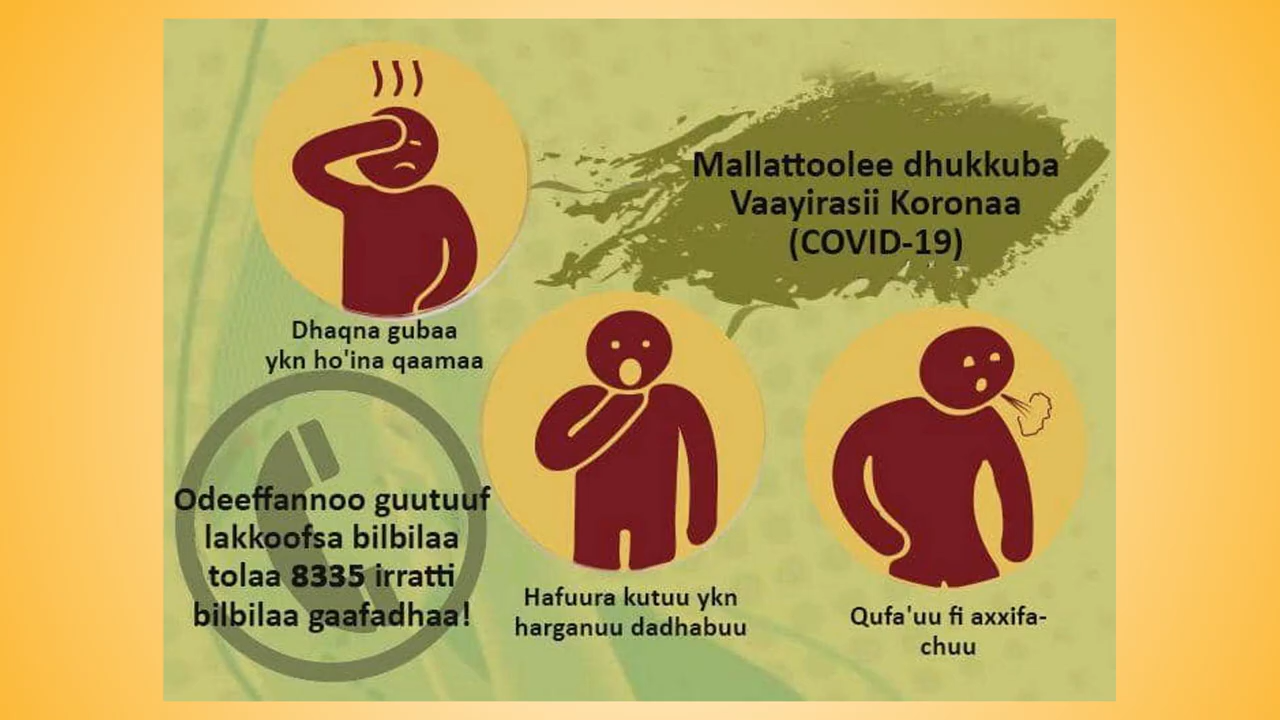 Mallattoolee dhukkuba
Vaayirasii Koronaa
(COVID-19)
Dhaqna gubaa
ykn ho'ina qaamaa
Hafuura kutuu ykn
harganuu dadhabuu
Qufa'uu fi axxifa-
chuu
Odeeffannoo guutuuf
lakkoofsa bilbilaa
tolaa 8335 irratti
bilbilaa gaafadhaa!